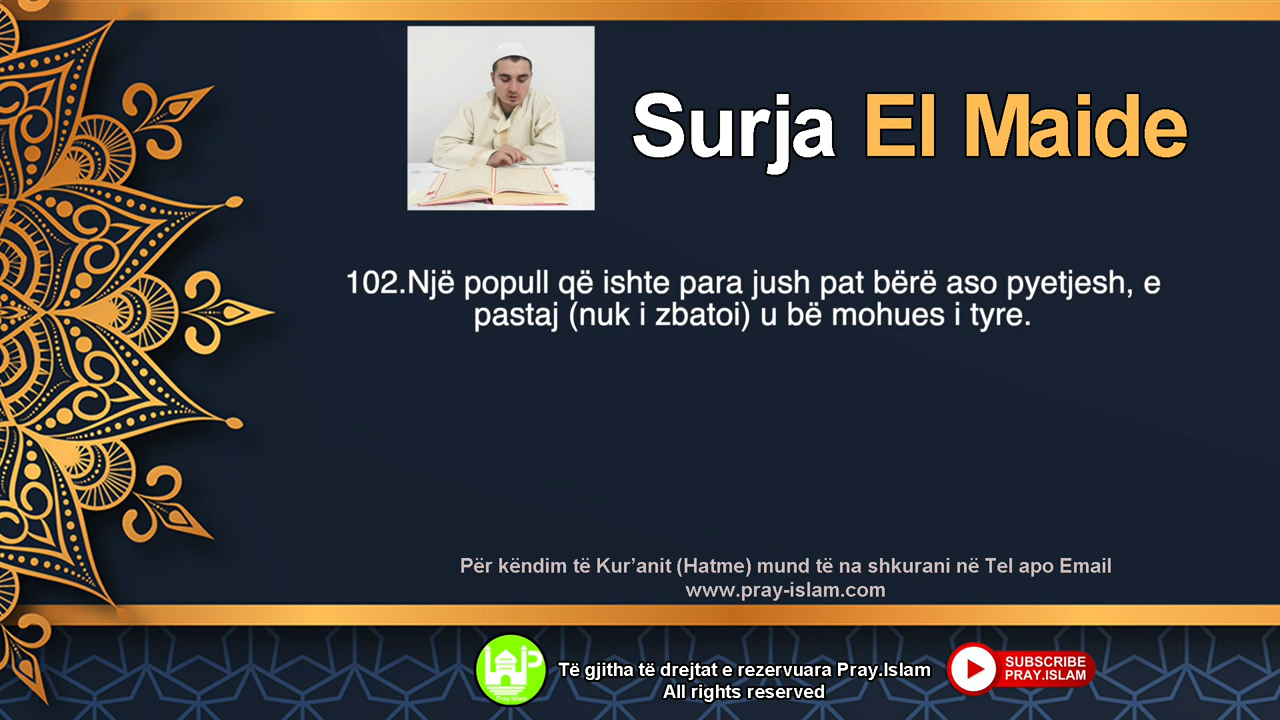 Surja El Maide
102.Një popull që ishte para jush pat bërë aso pyetjesh, e
pastaj (nuk i zbatoi) u bë mohues i tyre.
Për këndim të Kur’anit (Hatme) mund të na shkurani në Tel apo Email
www.pray-islam.com
Pray.Islam
Të gjitha të drejtat e rezervuara Pray.Islam
All rights reserved
SUBSCRIBE
PRAY.ISLAM